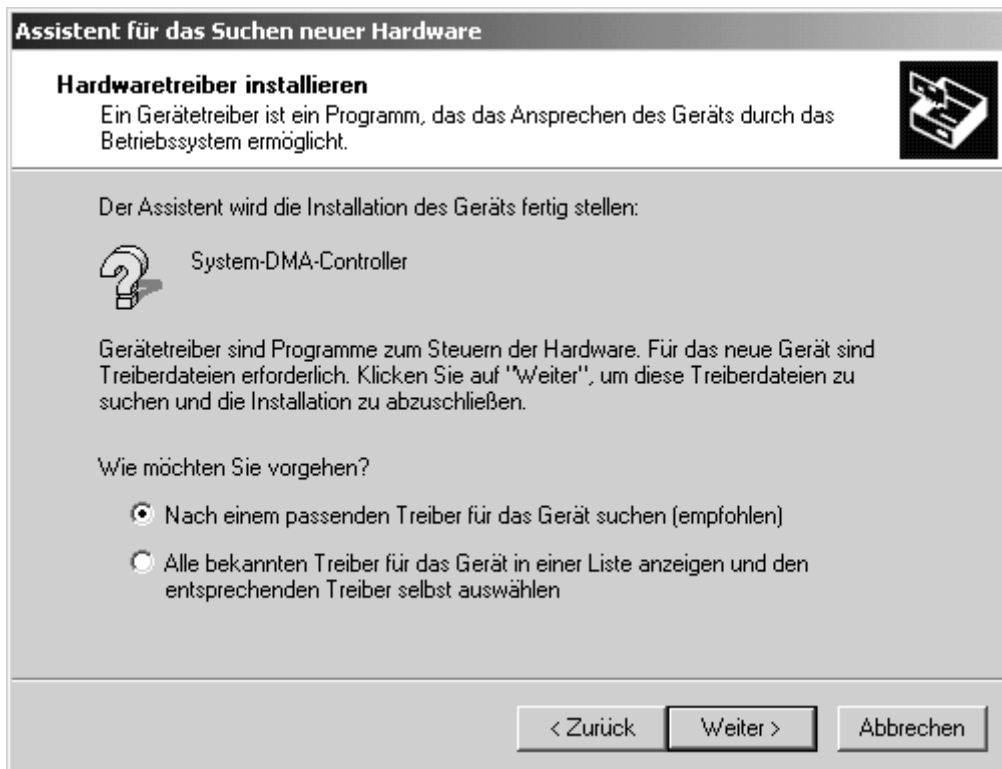 Assistent für das Suchen neuer Hardware
Hardwaretreiber installieren
Ein Gerätetreiber ist ein Programm, das das Ansprechen des Geräts durch das
Betriebssystem ermöglicht.
Der Assistent wird die Installation des Geräts fertig stellen:
System-DMA-Controller
Gerätetreiber sind Programme zum Steuern der Hardware. Für das neue Gerät sind
Treiberdateien erforderlich. Klicken Sie auf "Weiter", um diese Treiberdateien zu
suchen und die Installation zu abzuschließen.
Wie möchten Sie vorgehen?
Nach einem passenden Treiber für das Gerät suchen (empfohlen)
Alle bekannten Treiber für das Gerät in einer Liste anzeigen und den
entsprechenden Treiber selbst auswählen
< Zurück
Weiter >
Abbrechen